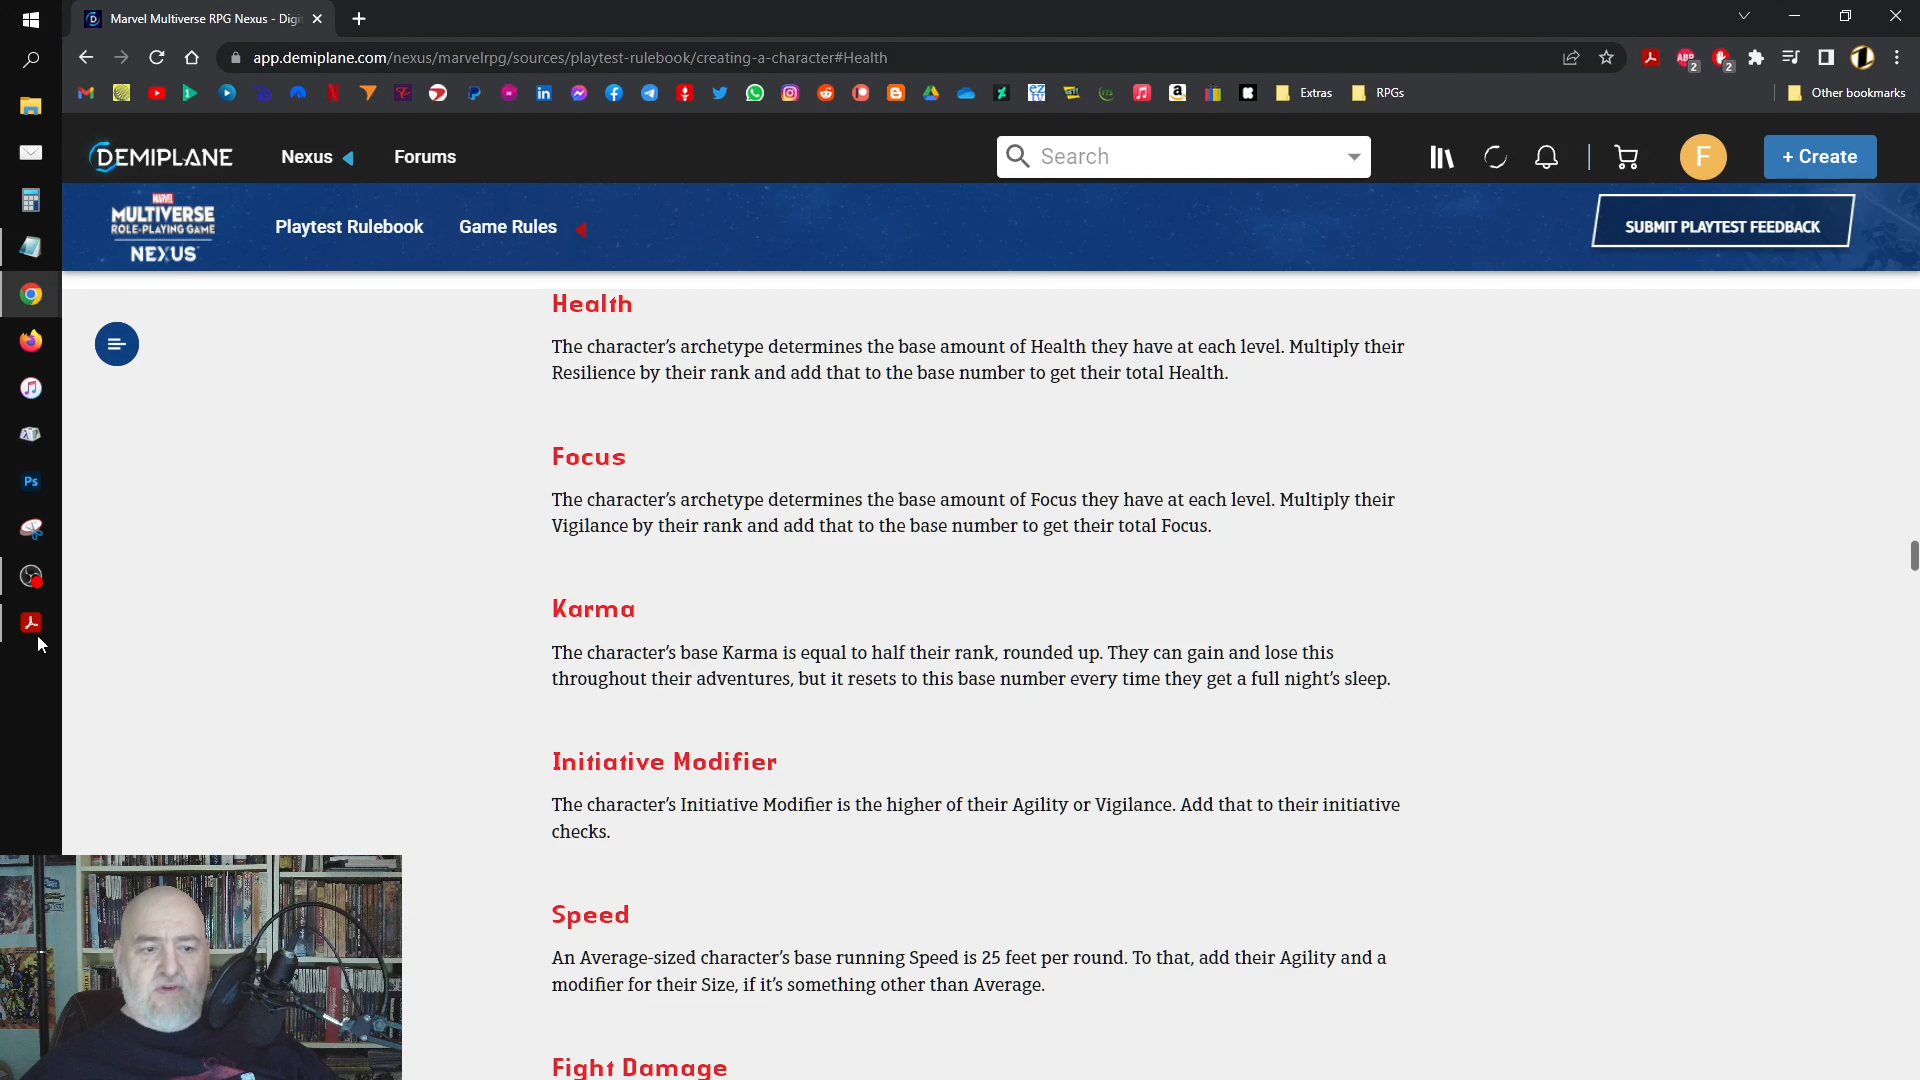 Marvel Multiverse RPG Nexus - Digi
app.demiplane.com/nexus/marvelrpg/sources/playtest-rulebook/creating-a-character#Health
ABP
2
2
Extras
RPGs
Other bookmarks
DEMIPLANE
Nexus
Forums
Search
F
+ Create
MARVEL
MULTIVERSE
ROLE-PLAYING GAME
NEXUS
Playtest Rulebook
Game Rules
SUBMIT PLAYTEST FEEDBACK
Health
The character’s archetype determines the base amount of Health they have at each level. Multiply their
Resilience by their rank and add that to the base number to get their total Health.
Focus
The character’s archetype determines the base amount of Focus they have at each level. Multiply their
Vigilance by their rank and add that to the base number to get their total Focus.
Karma
The character’s base Karma is equal to half their rank, rounded up. They can gain and lose this
throughout their adventures, but it resets to this base number every time they get a full night’s sleep.
Initiative Modifier
The character’s Initiative Modifier is the higher of their Agility or Vigilance. Add that to their initiative
checks.
Speed
An Average-sized character’s base running Speed is 25 feet per round. To that, add their Agility and a
modifier for their Size, if it’s something other than Average.
Fight Damage
Ps